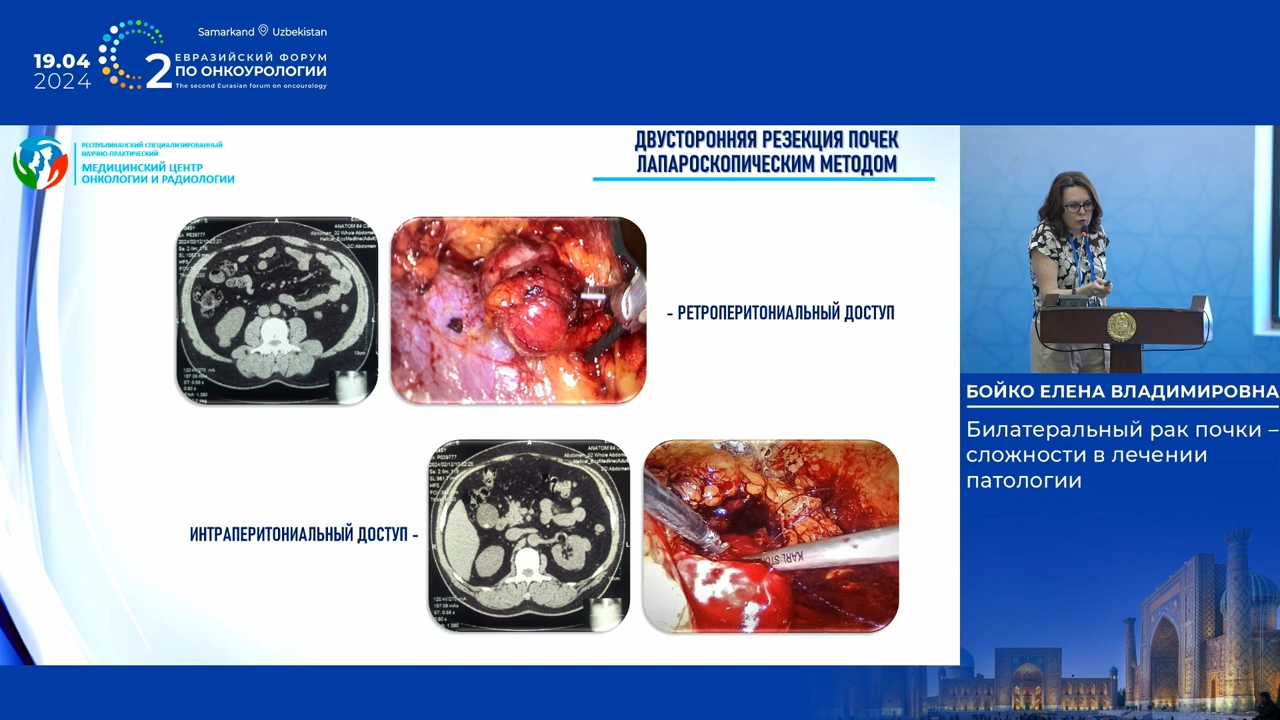 Samarkand Uzbekistan
19.04
2024
2
ЕВРАЗИЙСКИЙ ФОРУМ
ПО ОНКОУРОЛОГИИ
The second Eurasian forum on oncourology
РЕСПУБЛИКАНСКИЙ СПЕЦИАЛИЗИРОВАННЫЙ
НАУЧНО-ПРАКТИЧЕСКИЙ
МЕДИЦИНСКИЙ ЦЕНТР
ОНКОЛОГИИ И РАДИОЛОГИИ
ДВУСТОРОННЯЯ РЕЗЕКЦИЯ ПОЧЕК
ЛАПАРОСКОПИЧЕСКИМ МЕТОДОМ
- РЕТРОПЕРИТОНИАЛЬНЫЙ ДОСТУП
ИНТРАПЕРИТОНИАЛЬНЫЙ ДОСТУП -
KARL
БОЙКО ЕЛЕНА ВЛАДИМИРОВНА
Билатеральный рак почки –
сложности в лечении
патологии